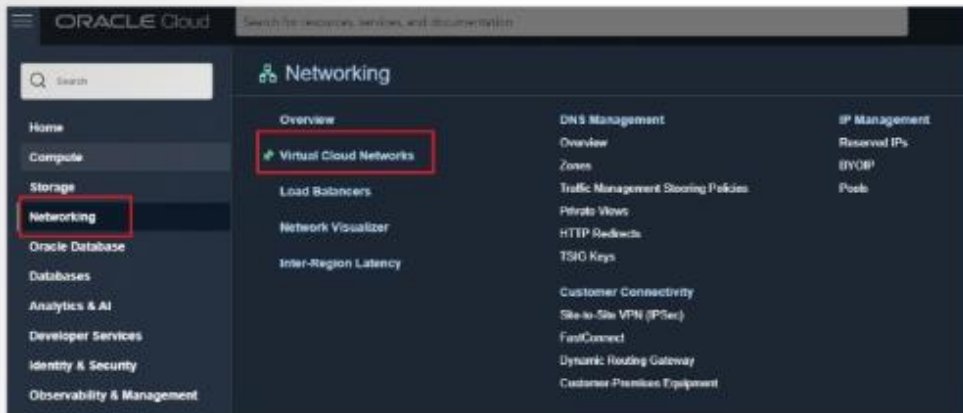 ORACLE Cloud
Search for resources, services, and documentation
Search
Home
Compute
Storage
Networking
Oracle Database
Databases
Analytics & AI
Developer Services
Identity & Security
Observability & Management
Networking
Overview
Virtual Cloud Networks
Load Balancers
Network Visualizer
Inter-Region Latency
DNS Management
Overview
Zones
Traffic Management Steering Policies
Private Views
HTTP Redirects
TSIG Keys
Customer Connectivity
Site-to-Site VPN (IPSec)
FastConnect
Dynamic Routing Gateway
Customer-Premises Equipment
IP Management
Reserved IPs
BYOIP
Pools